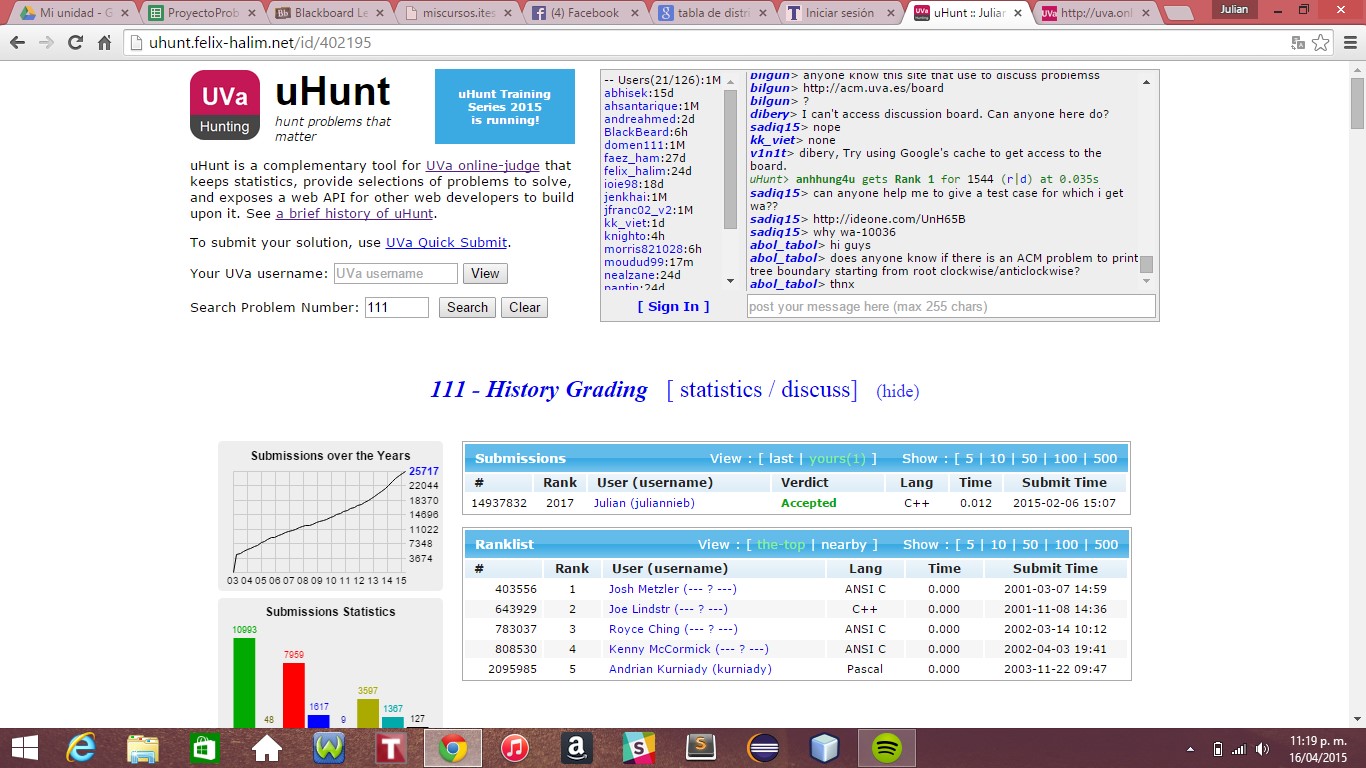 Mi unidad - G
ProyectoProb
Blackboard Le
miscursos.ites
(4) Facebook
tabla de distri
Iniciar sesión
uHunt :: Julian
http://uva.onl
Julian
uhunt.felix-halim.net/id/402195
UVa
Hunting
uHunt
hunt problems that
matter
uHunt Training
Series 2015
is running!
uHunt is a complementary tool for UVa online-judge that
keeps statistics, provide selections of problems to solve,
and exposes a web API for other web developers to build
upon it. See a brief history of uHunt.
To submit your solution, use UVa Quick Submit.
Your UVa username: UVa username View
Search Problem Number: 111 Search Clear
-- Users(21/126):1M
abhisek:15d
ahsantarique:1M
andreahmed:2d
BlackBeard:6h
domen111:1M
faez_ham:27d
felix_halim:24d
ioie98:18d
jenkhai:1M
jfranc02_v2:1M
kk_viet:1d
knighto:4h
morris821028:6h
moudud99:17m
nealzane:24d
pantin:24d
[ Sign In ]
bilgun> anyone know this site that use to discuss problemss
bilgun> http://acm.uva.es/board
bilgun> ?
dibery> I can't access discussion board. Can anyone here do?
sadiq15> nope
kk_viet> none
v1n1t> dibery, Try using Google's cache to get access to the
board.
uHunt> anhhung4u gets Rank 1 for 1544 (r|d) at 0.035s
sadiq15> can anyone help me to give a test case for which i get
wa??
sadiq15> http://ideone.com/UnH65B
sadiq15> why wa-10036
abol_tabol> hi guys
abol_tabol> does anyone know if there is an ACM problem to print
tree boundary starting from root clockwise/anticlockwise?
abol_tabol> thnx
post your message here (max 255 chars)
111 - History Grading [ statistics / discuss] (hide)
Submissions over the Years
25717
22044
18370
14696
11022
7348
3674
03 04 05 06 07 08 09 10 11 12 13 14 15
Submissions Statistics
10993
48
7959
1617
9
3597
1367
127
Submissions View : [ last | yours(1) ] Show : [ 5 | 10 | 50 | 100 | 500
# Rank User (username) Verdict Lang Time Submit Time
14937832 2017 Julian (juliannieb) Accepted C++ 0.012 2015-02-06 15:07
Ranklist View : [ the-top | nearby ] Show : [ 5 | 10 | 50 | 100 | 500
# Rank User (username) Lang Time Submit Time
403556 1 Josh Metzler (--- ? ---) ANSI C 0.000 2001-03-07 14:59
643929 2 Joe Lindstr (--- ? ---) C++ 0.000 2001-11-08 14:36
783037 3 Royce Ching (--- ? ---) ANSI C 0.000 2002-03-14 10:12
808530 4 Kenny McCormick (--- ? ---) ANSI C 0.000 2002-04-03 19:41
2095985 5 Andrian Kurniady (kurniady) Pascal 0.000 2003-11-22 09:47
11:19 p. m.
16/04/2015